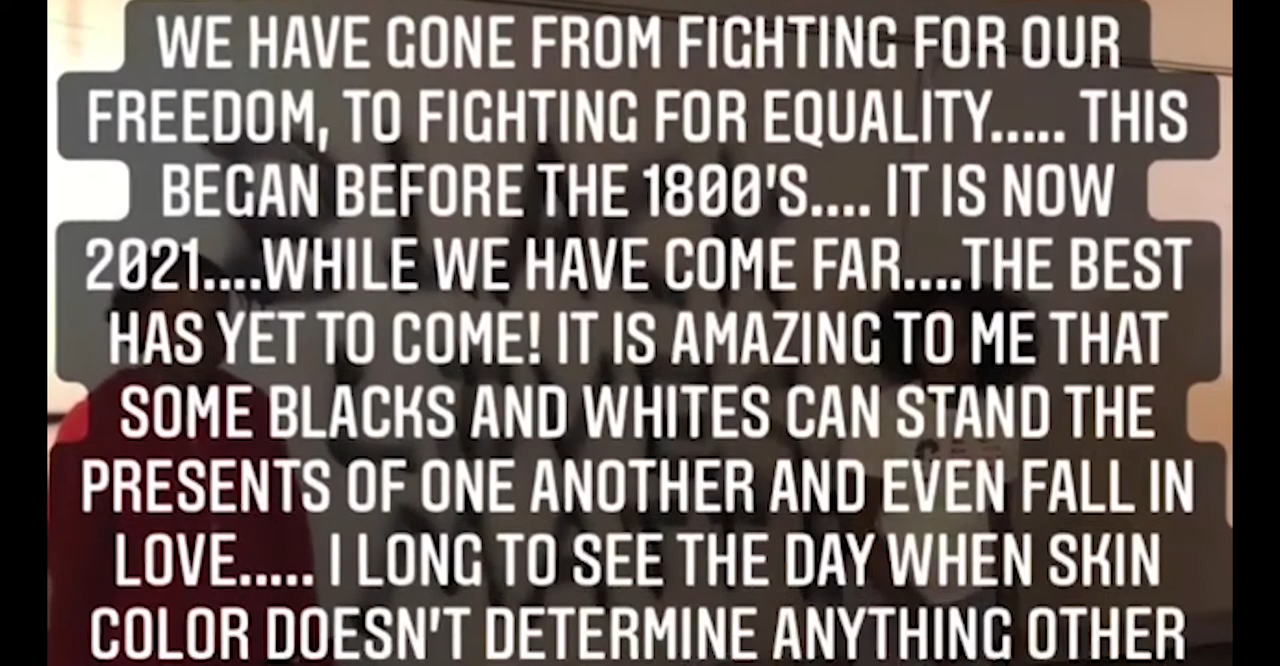 WE HAVE GONE FROM FIGHTING FOR OUR
FREEDOM, TO FIGHTING FOR EQUALITY..... THIS
BEGAN BEFORE THE 1800'S.... IT IS NOW
2021....WHILE WE HAVE COME FAR....THE BEST
HAS YET TO COME! IT IS AMAZING TO ME THAT
SOME BLACKS AND WHITES CAN STAND THE
PRESENTS OF ONE ANOTHER AND EVEN FALL IN
LOVE..... I LONG TO SEE THE DAY WHEN SKIN
COLOR DOESN'T DETERMINE ANYTHING OTHER